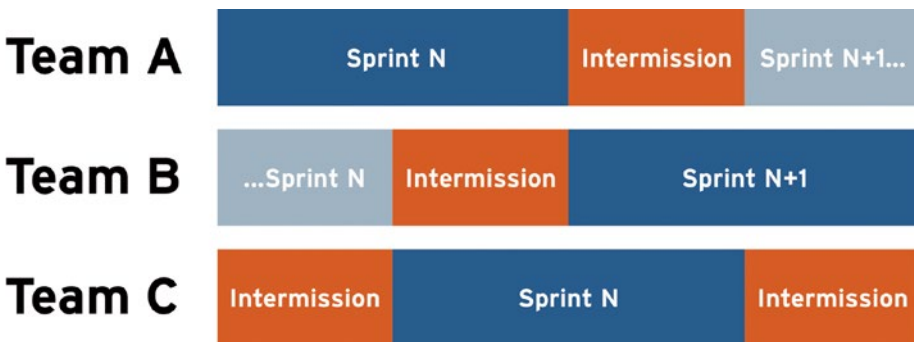 Team A Sprint N Intermission Sprint N+1...
Team B ...Sprint N Intermission Sprint N+1
Team C Intermission Sprint N Intermission